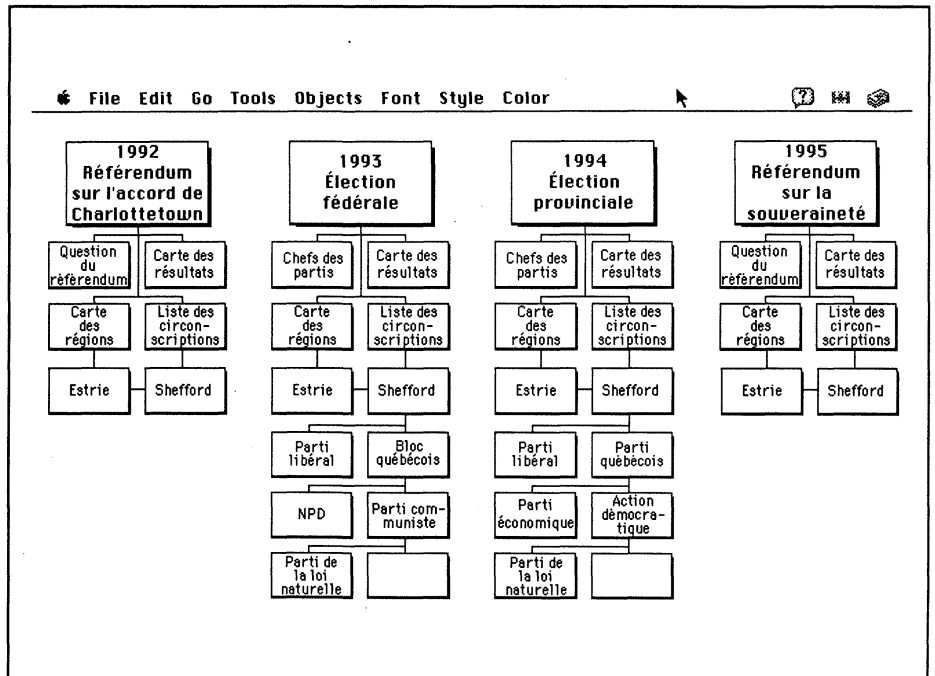 File Edit Go Tools Objects Font Style Color
1992
Référendum
sur l'accord de
Charlottetown
1993
Élection
fédérale
1994
Élection
provinciale
1995
Référendum
sur la
souveraineté
Question
du
rèfèrendum
Carte des
résultats
Chefs des
partis
Carte des
résultats
Chefs des
partis
Carte des
résultats
Question
du
rèfèrendum
Carte des
résultats
Carte
des
régions
Liste des
circon-
scriptions
Carte
des
régions
Liste des
circon-
scriptions
Carte
des
régions
Liste des
circon-
scriptions
Carte
des
régions
Liste des
circon-
scriptions
Estrie
Shefford
Estrie
Shefford
Estrie
Shefford
Estrie
Shefford
Parti
libéral
Bloc
québécois
Parti
libéral
Parti
quèbècois
NPD
Parti com-
muniste
Parti
économique
Action
dèmocra-
tique
Parti de
la loi
naturelle
Parti de
la loi
naturelle